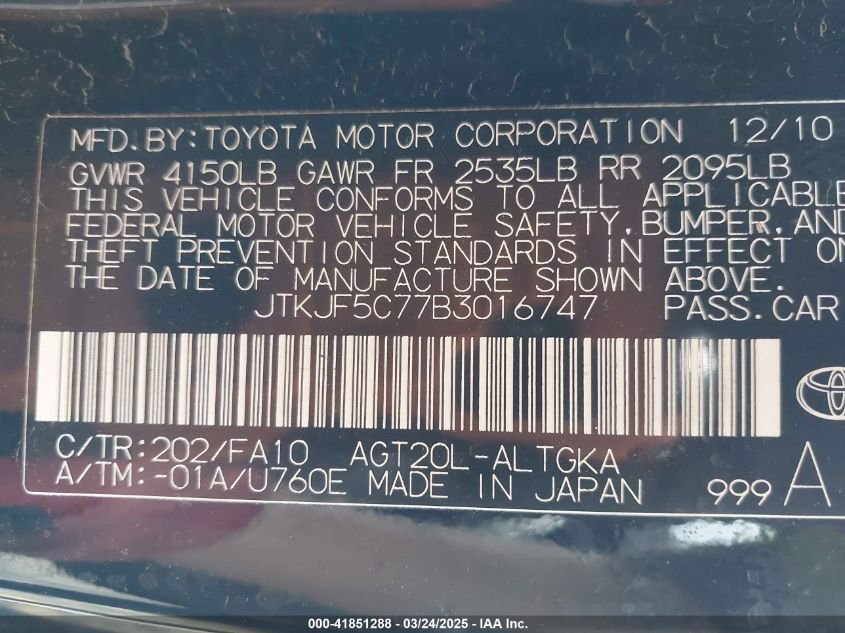 MFD.BY:TOYOTA MOTOR CORPORATION 12/10
GVWR 4150LB GAWR FR 2535LB RR 2095LB
THIS VEHICLE CONFORMS TO ALL APPLICABLE
FEDERAL MOTOR VEHICLE SAFETY,BUMPER,AND
THEFT PREVENTION STANDARDS IN EFFECT ON
THE DATE OF MANUFACTURE SHOWN ABOVE.
JTKJF5C77B3016747 PASS.CAR
C/TR:202/FA10 AGT20L-ALTGKA
A/TM:-01A/U760E MADE IN JAPAN 999 A
000-41851288 - 03/24/2025 - IAA Inc.